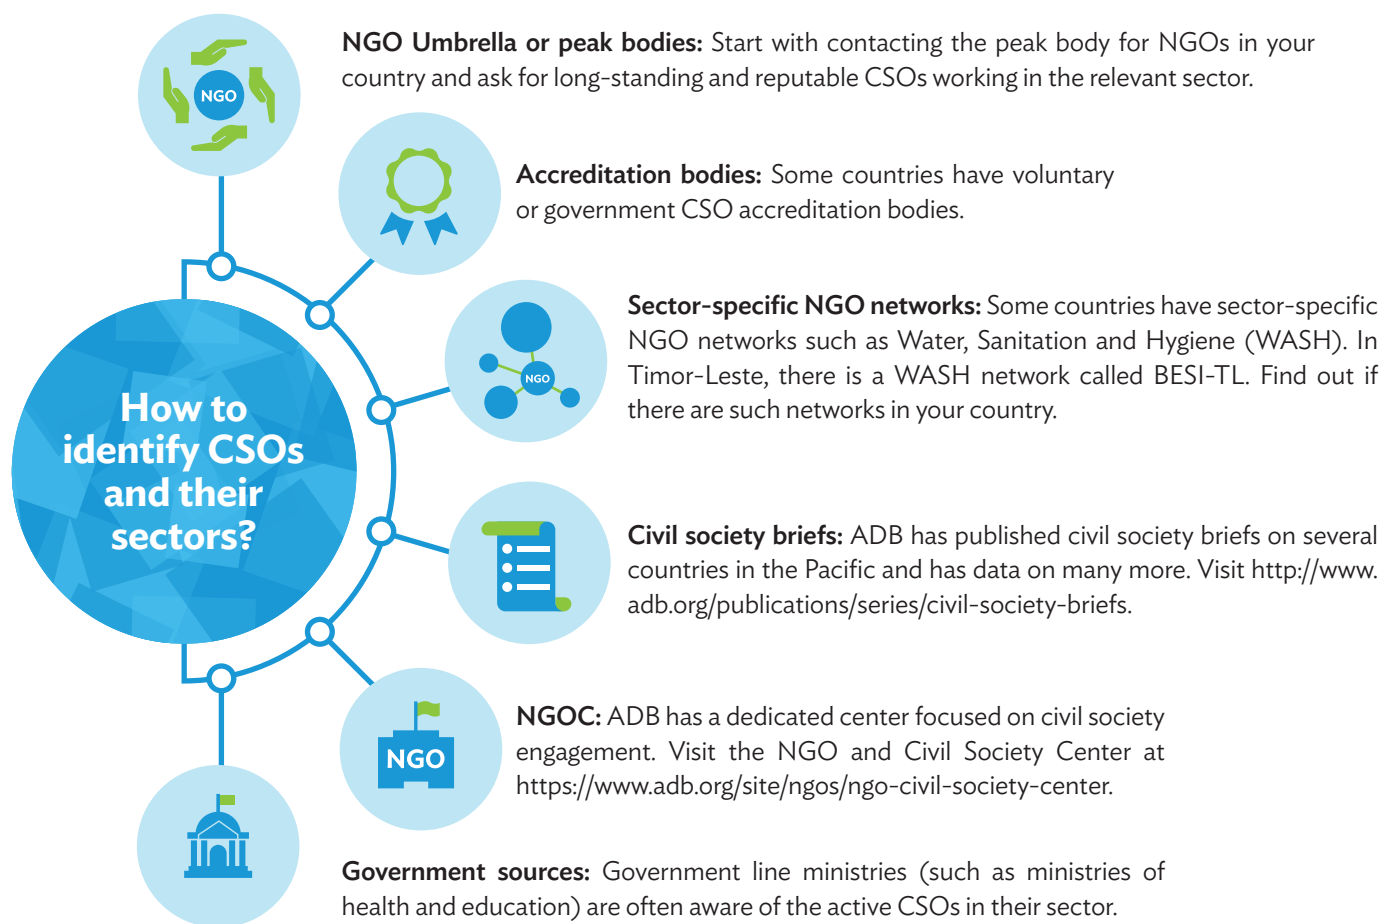 NGO
NGO Umbrella or peak bodies: Start with contacting the peak body for NGOs in your
country and ask for long-standing and reputable CSOs working in the relevant sector.
Accreditation bodies: Some countries have voluntary
or government CSO accreditation bodies.
NGO
Sector-specific NGO networks: Some countries have sector-specific
NGO networks such as Water, Sanitation and Hygiene (WASH). In
Timor-Leste, there is a WASH network called BESI-TL. Find out if
there are such networks in your country.
How to
identify CSOs
and their
sectors?
Civil society briefs: ADB has published civil society briefs on several
countries in the Pacific and has data on many more. Visit http://www.
adb.org/publications/series/civil-society-briefs.
NGO
NGOC: ADB has a dedicated center focused on civil society
engagement. Visit the NGO and Civil Society Center at
https://www.adb.org/site/ngos/ngo-civil-society-center.
Government sources: Government line ministries (such as ministries of
health and education) are often aware of the active CSOs in their sector.